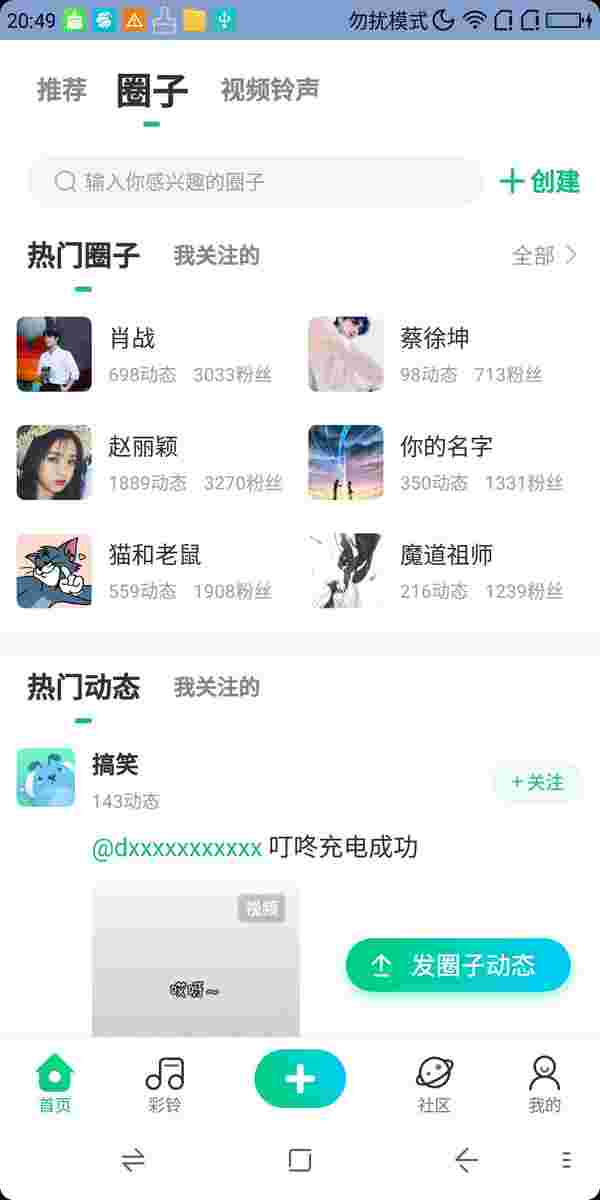 20:49 勿扰模式
推荐 圈子 视频铃声
输入你感兴趣的圈子 创建
热门圈子 我关注的 全部
肖战 蔡徐坤
698动态 3033粉丝 98动态 713粉丝
赵丽颖 你的名字
1889动态 3270粉丝 350动态 1331粉丝
猫和老鼠 魔道祖师
559动态 1908粉丝 216动态 1239粉丝
热门动态 我关注的
搞笑
+关注
143动态
@dxxxxxxxxxxx 叮咚充电成功
视频
发圈子动态
哎呀~
首页 彩铃 社区 我的